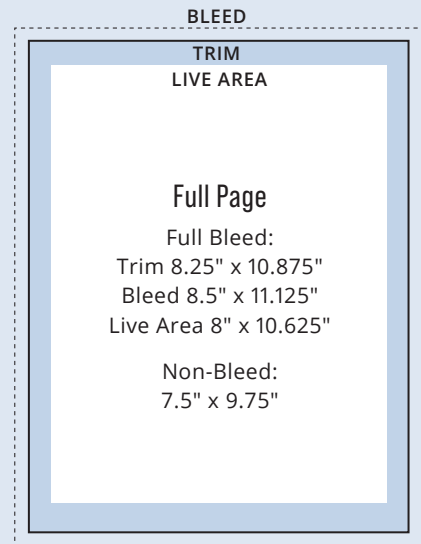 BLEED
TRIM
LIVE AREA
Full Page
Full Bleed:
Trim 8.25" x 10.875"
Bleed 8.5" x 11.125"
Live Area 8" x 10.625"
Non-Bleed:
7.5" x 9.75"